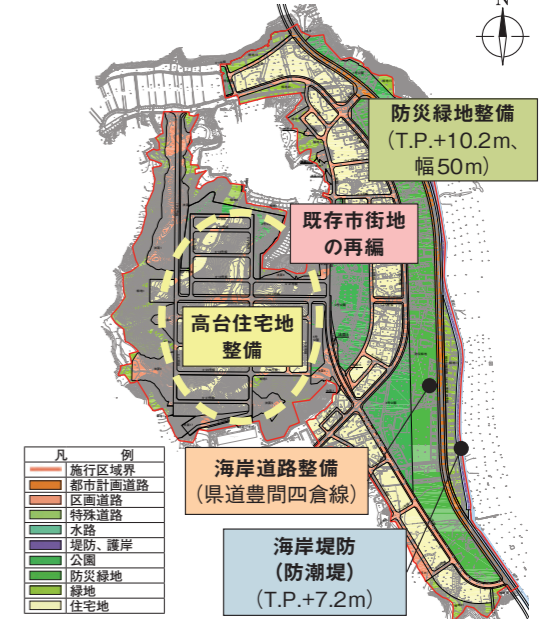 N
防災緑地整備
(T.P.+10.2m、
幅50m)
既存市街地
の再編
高台住宅地
整備
海岸道路整備
(県道豊間四倉線)
海岸堤防
(防潮堤)
(T.P.+7.2m)
凡 例
施行区域界
都市計画道路
区画道路
特殊道路
水路
堤防、護岸
公園
防災緑地
緑地
住宅地